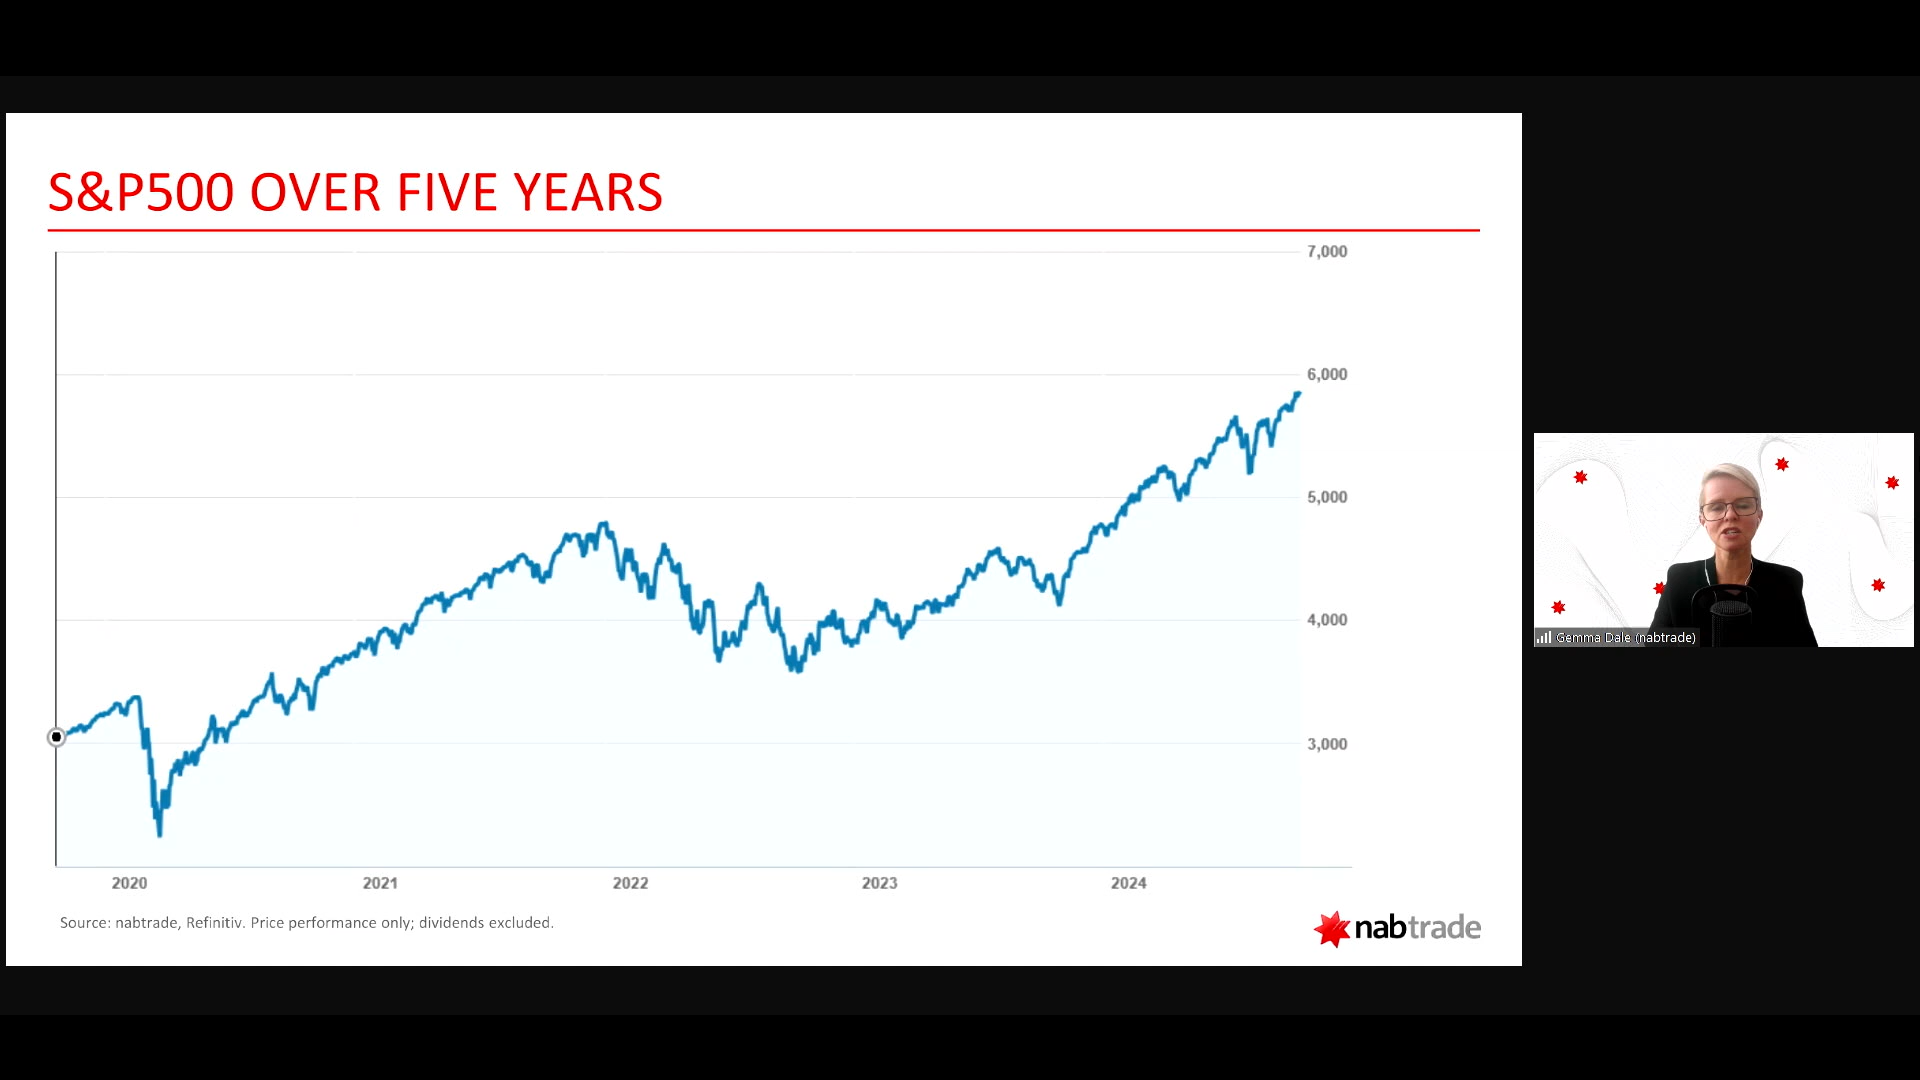 S&P500 OVER FIVE YEARS
7,000
6,000
5,000
4,000
3,000
2020 2021 2022 2023 2024
Source: nabtrade, Refinitiv. Price performance only; dividends excluded.
nabtrade
Gemma Dale (nabtrade)